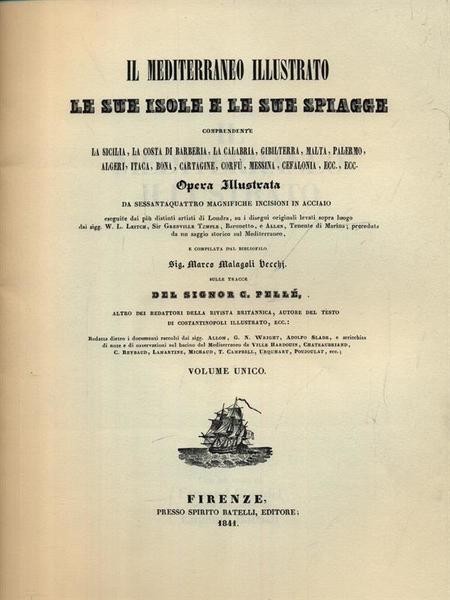 IL MEDITERRANEO ILLUSTRATO
LE SUE ISOLE E LE SUE SPIAGGE
COMPRENDENTE
LA SICILIA, LA COSTA DI BARBERIA, LA CALABRIA, GIBILTERRA, MALTA, PALERMO,
ALGERI, ITACA, BONA, CARTAGINE, CORFÙ, MESSINA, CEFALONIA, ECC., ECC.
Opera Illustrata
DA SESSANTAQUATTRO MAGNIFICHE INCISIONI IN ACCIAIO
eseguite dai più distinti artisti di Londra, su i disegni originali levati sopra luogo
dai sigg. W. L. LEITCH, Sir GRENVILLE TEMPLE, Baronetto, e ALLEN, Tenente di Marina; preceduta
da un saggio storico sul Mediterraneo,
E COMPILATA DAL BIBLIOFILO
Sig. Marco Malagoli Vecchj.
SULLE TRACCE
DEL SIGNOR C. PELLÉ,
ALTRO DEI REDATTORI DELLA RIVISTA BRITANNICA, AUTORE DEL TESTO
DI COSTANTINOPOLI ILLUSTRATO, ECC:
Redatta dietro i documenti raccolti dai sigg. ALLOM, G. N. WRIGHT, ADOLFO SLADE, e arricchita
di note e di osservazioni sul bacino del Mediterraneo da VILLE HARDOUIN, CHATEAUBRIAND,
C. REYBAUD, LAMARTINE, MICHAUD, T. CAMPBELL, URQUHART, POUJOULAT, ecc;
VOLUME UNICO.
FIRENZE,
PRESSO SPIRITO BATELLI, EDITORE;
1841.